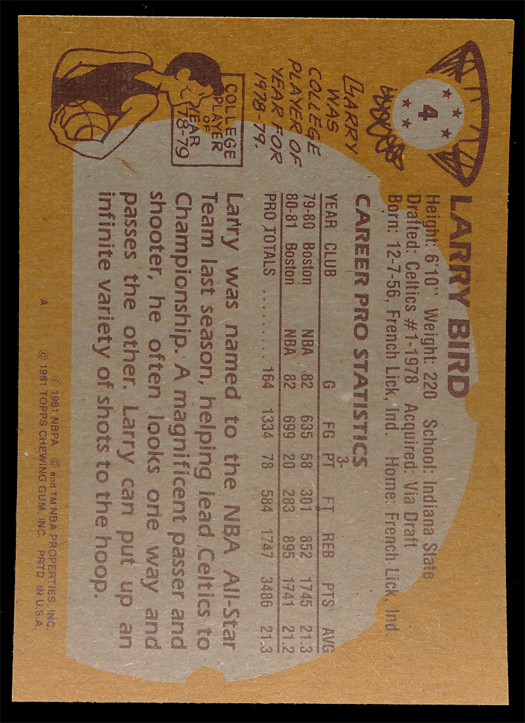 4
LARRY BIRD
Height: 6'10" Weight: 220 School: Indiana State
Drafted: Celtics #1-1978 Acquired: Via Draft
Born: 12-7-56, French Lick, Ind. Home: French Lick, Ind.
CAREER PRO STATISTICS
3-
YEAR CLUB G FG PT FT REB PTS AVG
79-80 Boston NBA 82 635 58 301 852 1745 21.3
80-81 Boston NBA 82 699 20 283 895 1741 21.2
PRO TOTALS .......... 164 1334 78 584 1747 3486 21.3
LARRY
WAS
COLLEGE
PLAYER OF
YEAR FOR
1978-79.
COLLEGE
PLAYER
OF
YEAR
78-79
Larry was named to the NBA All-Star
Team last season, helping lead Celtics to
Championship. A magnificent passer and
shooter, he often looks one way and
passes the other. Larry can put up an
infinite variety of shots to the hoop.
A
© 1981 NBPA © and TM NBA PROPERTIES, INC.
© 1981 TOPPS CHEWING GUM, INC. PRTD. IN U.S.A.